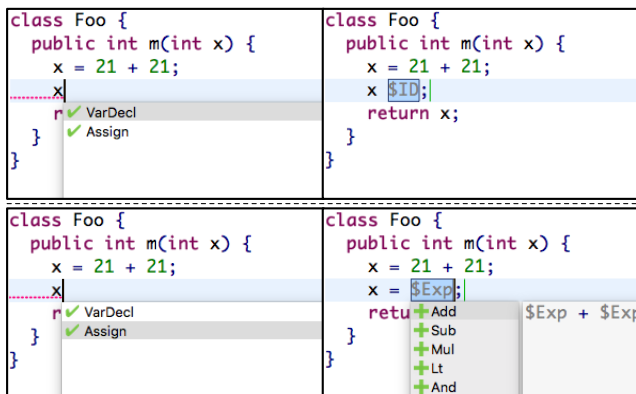 class Foo {
public int m(int x) {
x = 21 + 21;
x
r
VarDecl
Assign
}
}
class Foo {
public int m(int x) {
x = 21 + 21;
x $ID;
return x;
}
}
class Foo {
public int m(int x) {
x = 21 + 21;
x
r
VarDecl
Assign
}
}
class Foo {
public int m(int x) {
x = 21 + 21;
x = $Exp;
retu
Add
$Exp + $Exp
Sub
Mul
Lt
And
}
}